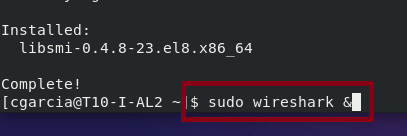 Installed:
libsmi-0.4.8-23.el8.x86_64
Complete!
[cgarcia@T10-I-AL2 ~]$ sudo wireshark &